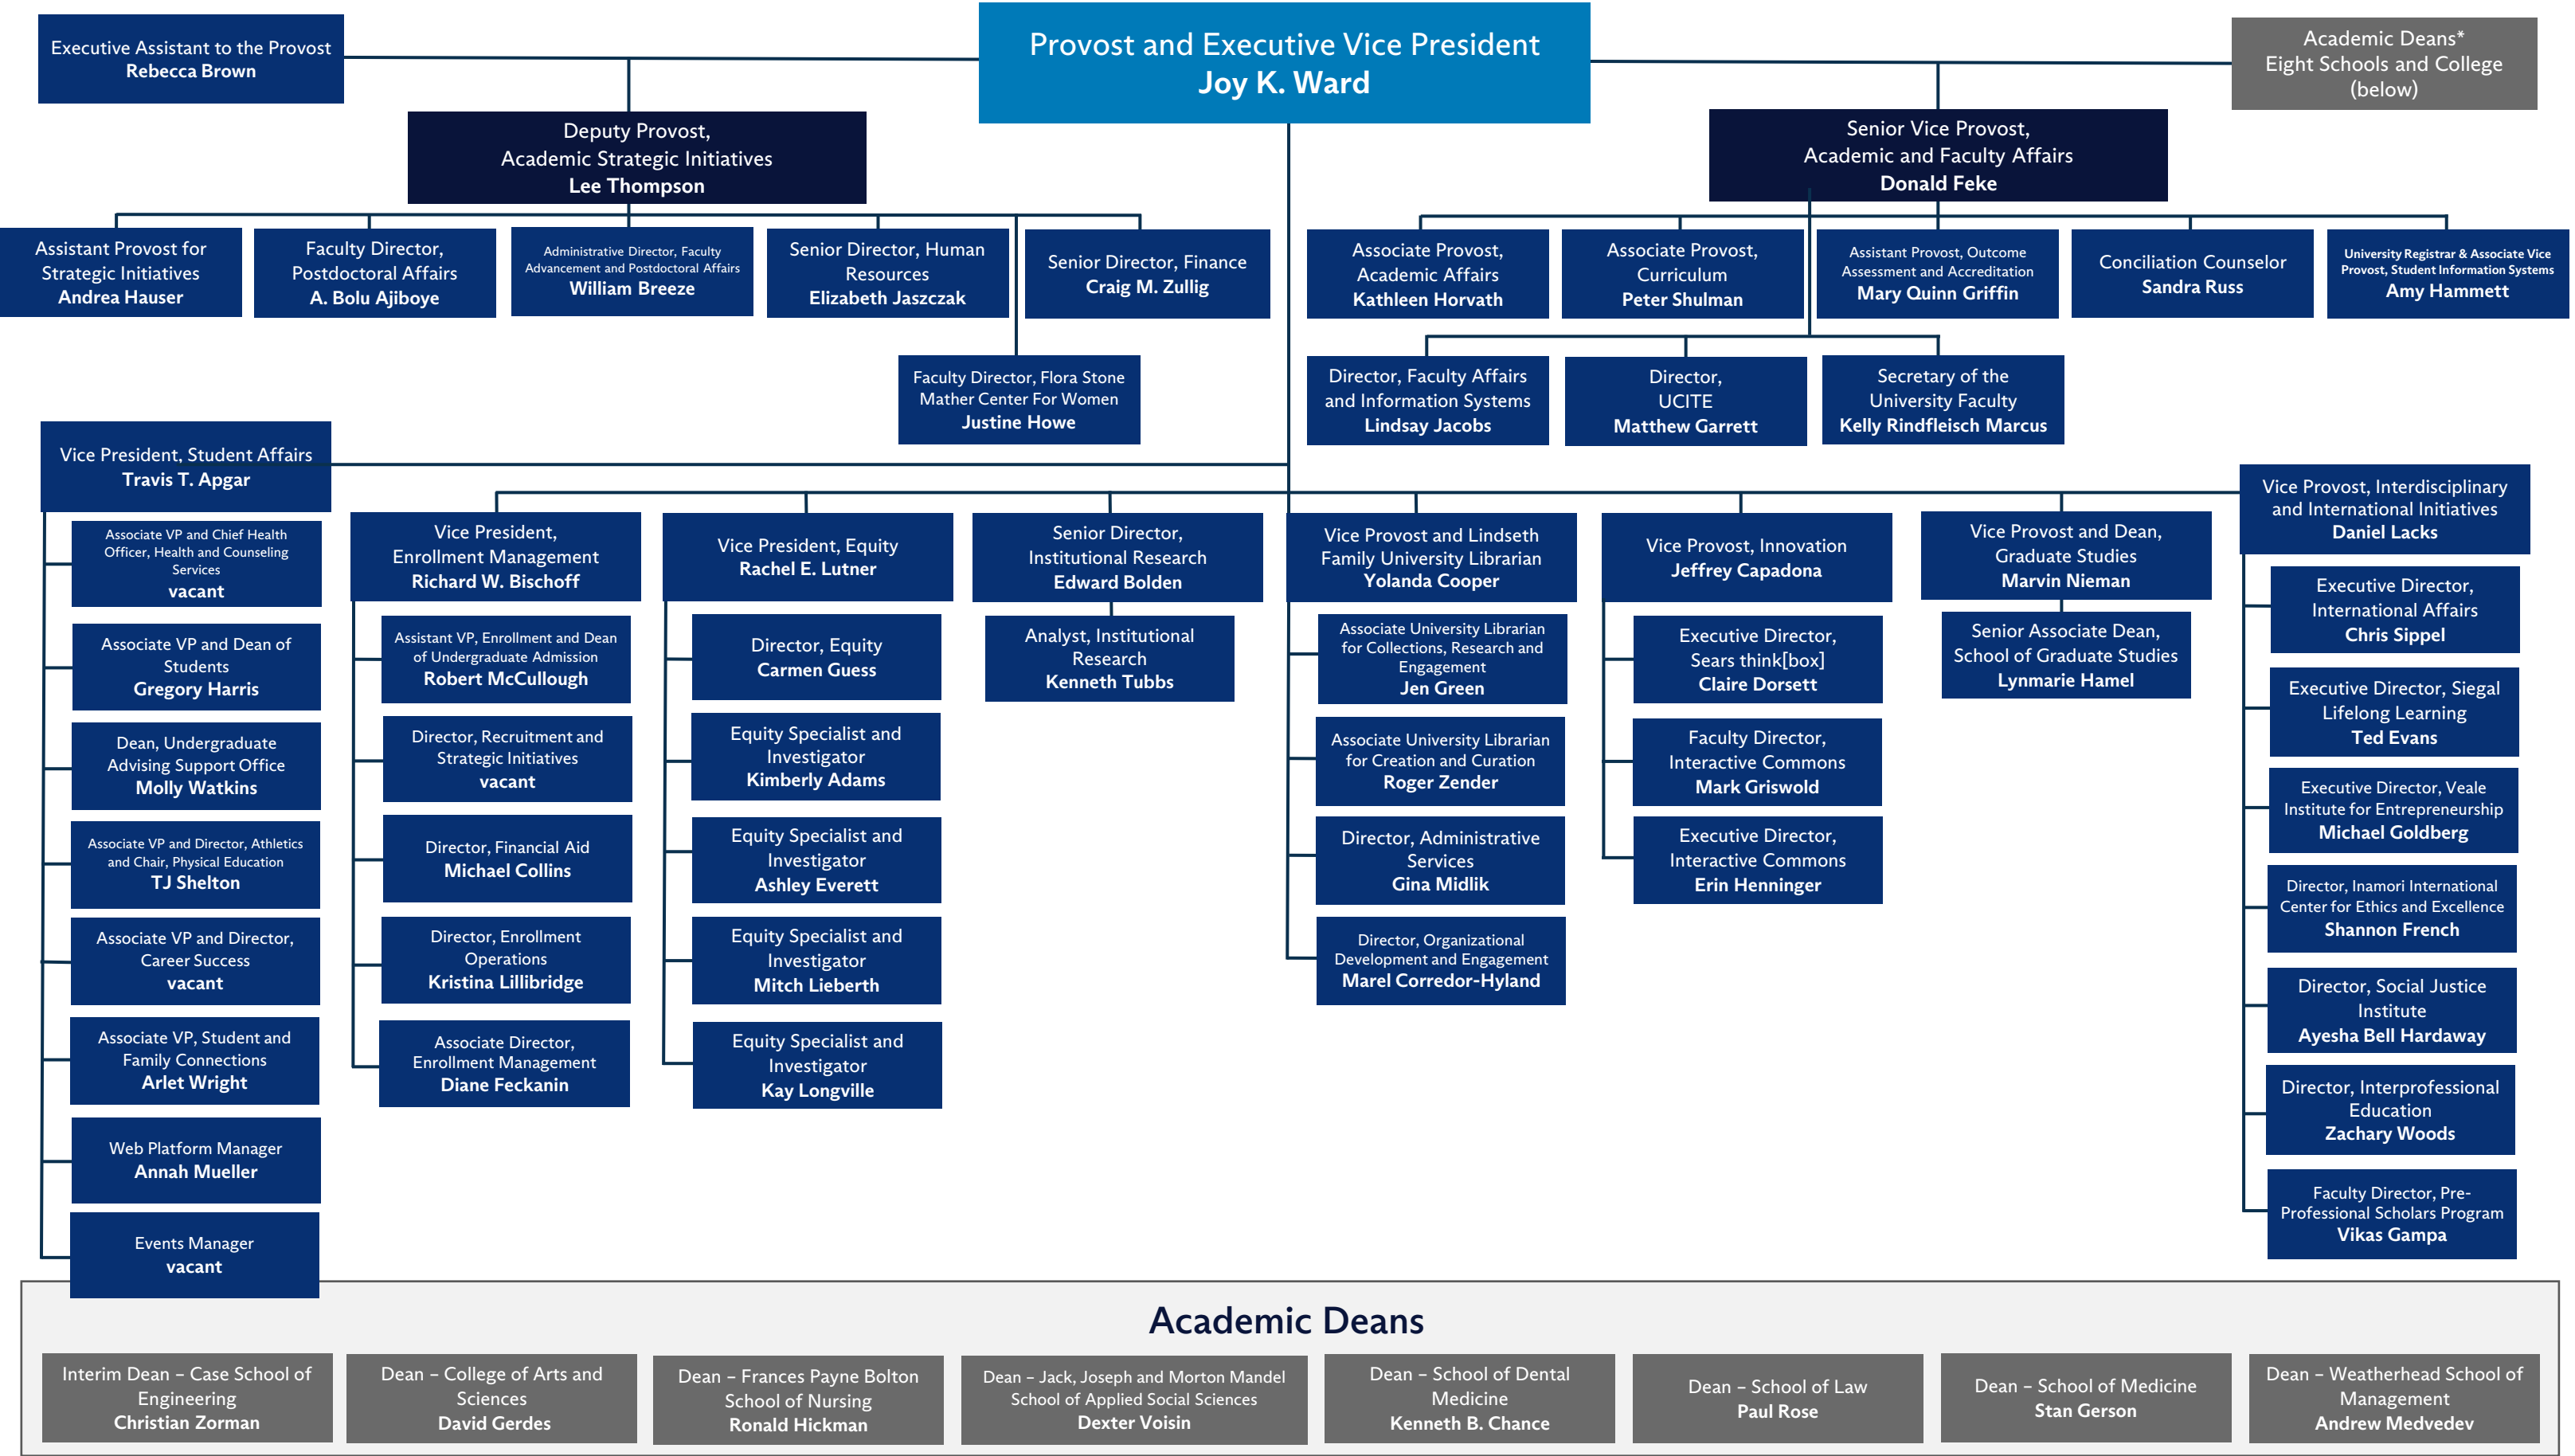 Executive Assistant to the Provost
Rebecca Brown
Provost and Executive Vice President
Joy K. Ward
Academic Deans*
Eight Schools and College
(below)
Deputy Provost,
Academic Strategic Initiatives
Lee Thompson
Senior Vice Provost,
Academic and Faculty Affairs
Donald Feke
Assistant Provost for
Strategic Initiatives
Andrea Hauser
Faculty Director,
Postdoctoral Affairs
A. Bolu Ajiboye
Administrative Director, Faculty
Advancement and Postdoctoral Affairs
William Breeze
Senior Director, Human
Resources
Elizabeth Jaszczak
Senior Director, Finance
Craig M. Zullig
Associate Provost,
Academic Affairs
Kathleen Horvath
Associate Provost,
Curriculum
Peter Shulman
Assistant Provost, Outcome
Assessment and Accreditation
Mary Quinn Griffin
Conciliation Counselor
Sandra Russ
University Registrar & Associate Vice
Provost, Student Information Systems
Amy Hammett
Faculty Director, Flora Stone
Mather Center For Women
Justine Howe
Director, Faculty Affairs
and Information Systems
Lindsay Jacobs
Director,
UCITE
Matthew Garrett
Secretary of the
University Faculty
Kelly Rindfleisch Marcus
Vice President, Student Affairs
Travis T. Apgar
Associate VP and Chief Health
Officer, Health and Counseling
Services
vacant
Associate VP and Dean of
Students
Gregory Harris
Dean, Undergraduate
Advising Support Office
Molly Watkins
Associate VP and Director, Athletics
and Chair, Physical Education
TJ Shelton
Associate VP and Director,
Career Success
vacant
Associate VP, Student and
Family Connections
Arlet Wright
Web Platform Manager
Annah Mueller
Events Manager
vacant
Vice President,
Enrollment Management
Richard W. Bischoff
Assistant VP, Enrollment and Dean
of Undergraduate Admission
Robert McCullough
Director, Recruitment and
Strategic Initiatives
vacant
Director, Financial Aid
Michael Collins
Director, Enrollment
Operations
Kristina Lillibridge
Associate Director,
Enrollment Management
Diane Feckanin
Vice President, Equity
Rachel E. Lutner
Director, Equity
Carmen Guess
Equity Specialist and
Investigator
Kimberly Adams
Equity Specialist and
Investigator
Ashley Everett
Equity Specialist and
Investigator
Mitch Lieberth
Equity Specialist and
Investigator
Kay Longville
Senior Director,
Institutional Research
Edward Bolden
Analyst, Institutional
Research
Kenneth Tubbs
Vice Provost and Lindseth
Family University Librarian
Yolanda Cooper
Associate University Librarian
for Collections, Research and
Engagement
Jen Green
Associate University Librarian
for Creation and Curation
Roger Zender
Director, Administrative
Services
Gina Midlik
Director, Organizational
Development and Engagement
Marel Corredor-Hyland
Vice Provost, Innovation
Jeffrey Capadona
Executive Director,
Sears think[box]
Claire Dorsett
Faculty Director,
Interactive Commons
Mark Griswold
Executive Director,
Interactive Commons
Erin Henninger
Vice Provost and Dean,
Graduate Studies
Marvin Nieman
Senior Associate Dean,
School of Graduate Studies
Lynmarie Hamel
Vice Provost, Interdisciplinary
and International Initiatives
Daniel Lacks
Executive Director,
International Affairs
Chris Sippel
Executive Director, Siegal
Lifelong Learning
Ted Evans
Executive Director, Veale
Institute for Entrepreneurship
Michael Goldberg
Director, Inamori International
Center for Ethics and Excellence
Shannon French
Director, Social Justice
Institute
Ayesha Bell Hardaway
Director, Interprofessional
Education
Zachary Woods
Faculty Director, Pre-
Professional Scholars Program
Vikas Gampa
Academic Deans
Interim Dean – Case School of
Engineering
Christian Zorman
Dean – College of Arts and
Sciences
David Gerdes
Dean – Frances Payne Bolton
School of Nursing
Ronald Hickman
Dean – Jack, Joseph and Morton Mandel
School of Applied Social Sciences
Dexter Voisin
Dean – School of Dental
Medicine
Kenneth B. Chance
Dean – School of Law
Paul Rose
Dean – School of Medicine
Stan Gerson
Dean – Weatherhead School of
Management
Andrew Medvedev